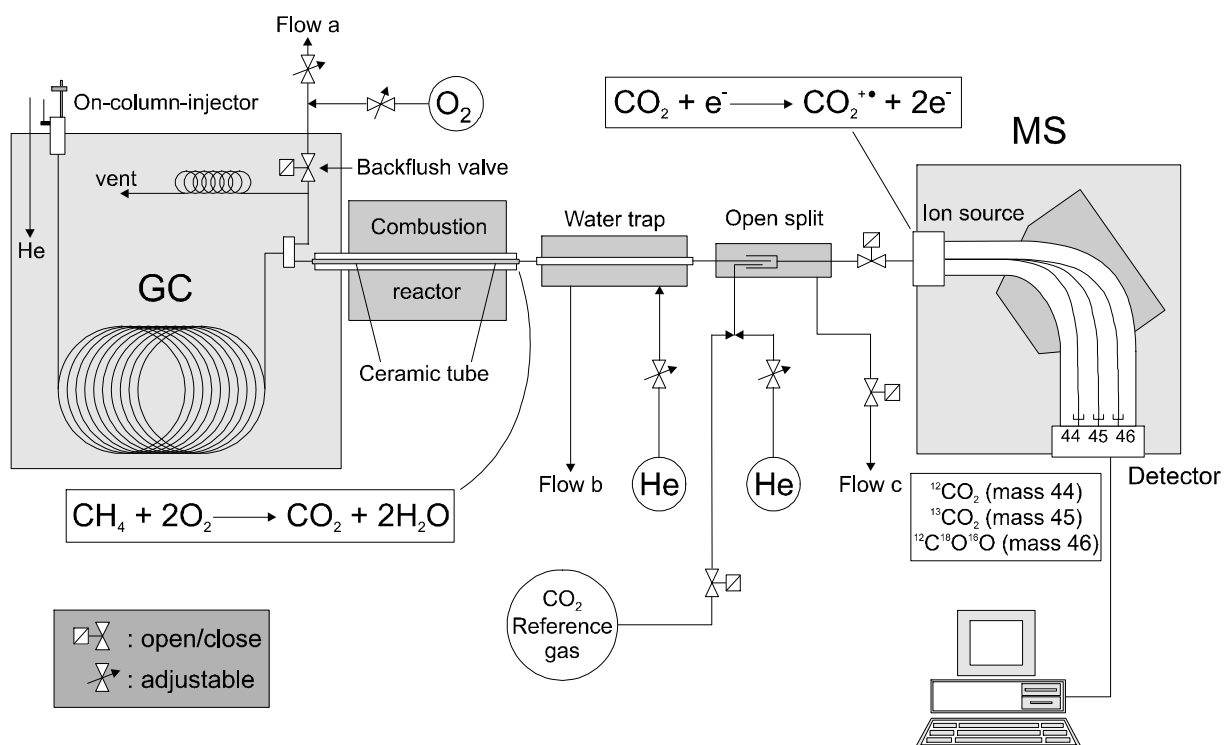 Flow a
On-column-injector
O₂
CO₂ + e⁻ ⟶ CO₂⁺• + 2e⁻
MS
Backflush valve
vent
He
GC
Combustion
reactor
Ceramic tube
Water trap
Open split
Ion source
44 45 46
Detector
Flow b
He
He
Flow c
CH₄ + 2O₂ ⟶ CO₂ + 2H₂O
¹²CO₂ (mass 44)
¹³CO₂ (mass 45)
¹²C¹⁸O¹⁶O (mass 46)
CO₂
Reference
gas
: open/close
: adjustable